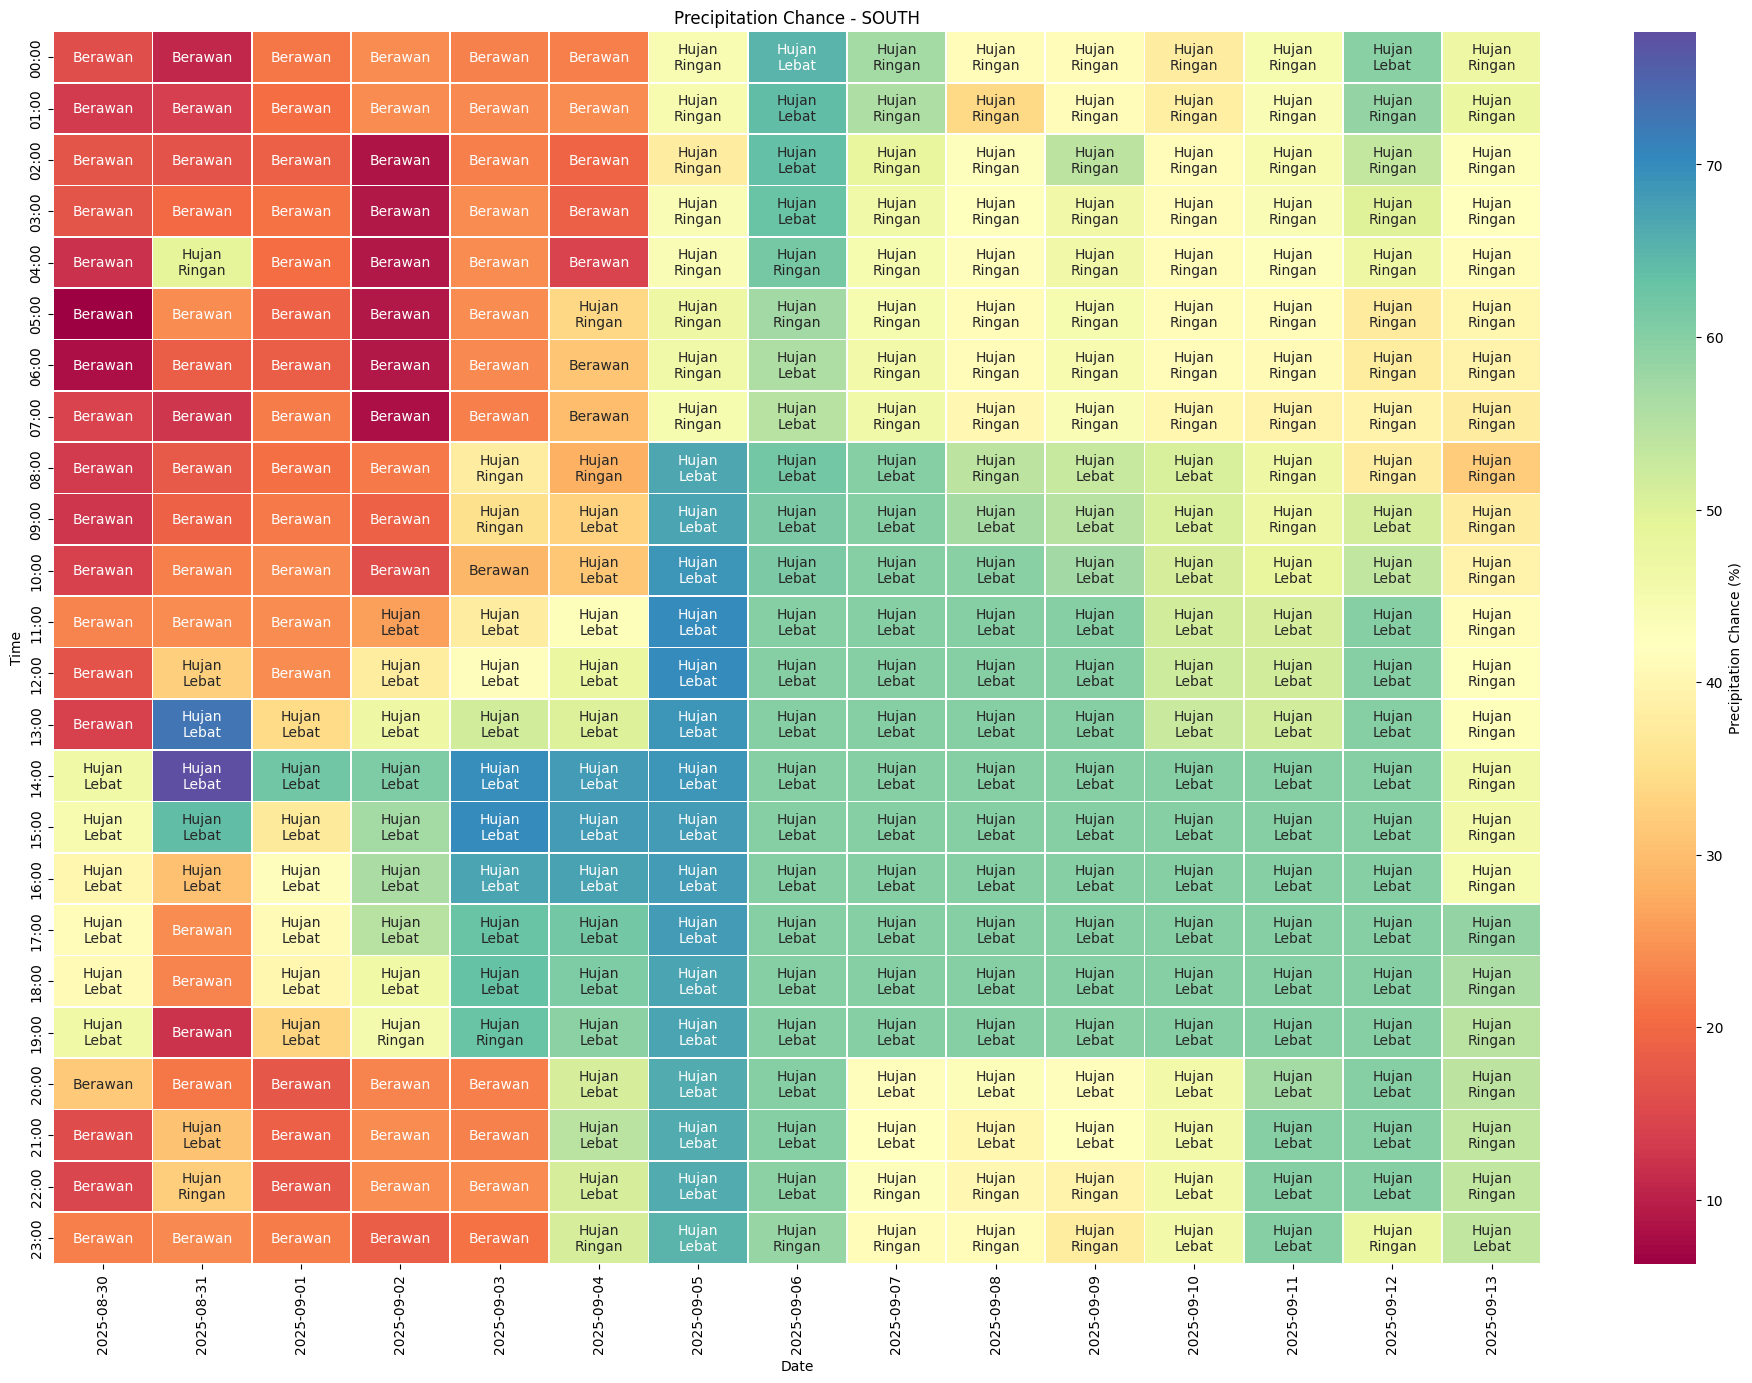 Precipitation Chance - SOUTH
00:00 Berawan Berawan Berawan Berawan Berawan Berawan Hujan Ringan Hujan Lebat Hujan Ringan Hujan Ringan Hujan Ringan Hujan Ringan Hujan Ringan Hujan Lebat Hujan Ringan
01:00 Berawan Berawan Berawan Berawan Berawan Berawan Hujan Ringan Hujan Lebat Hujan Ringan Hujan Ringan Hujan Ringan Hujan Ringan Hujan Ringan Hujan Ringan Hujan Ringan
02:00 Berawan Berawan Berawan Berawan Berawan Berawan Hujan Ringan Hujan Lebat Hujan Ringan Hujan Ringan Hujan Ringan Hujan Ringan Hujan Ringan Hujan Ringan Hujan Ringan
03:00 Berawan Berawan Berawan Berawan Berawan Berawan Hujan Ringan Hujan Lebat Hujan Ringan Hujan Ringan Hujan Ringan Hujan Ringan Hujan Ringan Hujan Ringan Hujan Ringan
04:00 Berawan Hujan Ringan Berawan Berawan Berawan Berawan Hujan Ringan Hujan Ringan Hujan Ringan Hujan Ringan Hujan Ringan Hujan Ringan Hujan Ringan Hujan Ringan Hujan Ringan
05:00 Berawan Berawan Berawan Berawan Berawan Hujan Ringan Hujan Ringan Hujan Ringan Hujan Ringan Hujan Ringan Hujan Ringan Hujan Ringan Hujan Ringan Hujan Ringan Hujan Ringan
06:00 Berawan Berawan Berawan Berawan Berawan Berawan Hujan Ringan Hujan Lebat Hujan Ringan Hujan Ringan Hujan Ringan Hujan Ringan Hujan Ringan Hujan Ringan Hujan Ringan
07:00 Berawan Berawan Berawan Berawan Berawan Berawan Hujan Ringan Hujan Lebat Hujan Ringan Hujan Ringan Hujan Ringan Hujan Ringan Hujan Ringan Hujan Ringan Hujan Ringan
08:00 Berawan Berawan Berawan Berawan Hujan Ringan Hujan Ringan Hujan Lebat Hujan Lebat Hujan Lebat Hujan Ringan Hujan Lebat Hujan Lebat Hujan Ringan Hujan Ringan Hujan Ringan
09:00 Berawan Berawan Berawan Berawan Hujan Ringan Hujan Lebat Hujan Lebat Hujan Lebat Hujan Lebat Hujan Lebat Hujan Lebat Hujan Lebat Hujan Ringan Hujan Lebat Hujan Ringan
10:00 Berawan Berawan Berawan Berawan Berawan Hujan Lebat Hujan Lebat Hujan Lebat Hujan Lebat Hujan Lebat Hujan Lebat Hujan Lebat Hujan Lebat Hujan Lebat Hujan Ringan
11:00 Berawan Berawan Berawan Hujan Lebat Hujan Lebat Hujan Lebat Hujan Lebat Hujan Lebat Hujan Lebat Hujan Lebat Hujan Lebat Hujan Lebat Hujan Lebat Hujan Lebat Hujan Ringan
12:00 Berawan Hujan Lebat Berawan Hujan Lebat Hujan Lebat Hujan Lebat Hujan Lebat Hujan Lebat Hujan Lebat Hujan Lebat Hujan Lebat Hujan Lebat Hujan Lebat Hujan Lebat Hujan Ringan
13:00 Berawan Hujan Lebat Hujan Lebat Hujan Lebat Hujan Lebat Hujan Lebat Hujan Lebat Hujan Lebat Hujan Lebat Hujan Lebat Hujan Lebat Hujan Lebat Hujan Lebat Hujan Lebat Hujan Ringan
14:00 Hujan Lebat Hujan Lebat Hujan Lebat Hujan Lebat Hujan Lebat Hujan Lebat Hujan Lebat Hujan Lebat Hujan Lebat Hujan Lebat Hujan Lebat Hujan Lebat Hujan Lebat Hujan Lebat Hujan Ringan
15:00 Hujan Lebat Hujan Lebat Hujan Lebat Hujan Lebat Hujan Lebat Hujan Lebat Hujan Lebat Hujan Lebat Hujan Lebat Hujan Lebat Hujan Lebat Hujan Lebat Hujan Lebat Hujan Lebat Hujan Ringan
16:00 Hujan Lebat Hujan Lebat Hujan Lebat Hujan Lebat Hujan Lebat Hujan Lebat Hujan Lebat Hujan Lebat Hujan Lebat Hujan Lebat Hujan Lebat Hujan Lebat Hujan Lebat Hujan Lebat Hujan Ringan
17:00 Hujan Lebat Berawan Hujan Lebat Hujan Lebat Hujan Lebat Hujan Lebat Hujan Lebat Hujan Lebat Hujan Lebat Hujan Lebat Hujan Lebat Hujan Lebat Hujan Lebat Hujan Lebat Hujan Ringan
18:00 Hujan Lebat Berawan Hujan Lebat Hujan Lebat Hujan Lebat Hujan Lebat Hujan Lebat Hujan Lebat Hujan Lebat Hujan Lebat Hujan Lebat Hujan Lebat Hujan Lebat Hujan Lebat Hujan Ringan
19:00 Hujan Lebat Berawan Hujan Lebat Hujan Ringan Hujan Ringan Hujan Lebat Hujan Lebat Hujan Lebat Hujan Lebat Hujan Lebat Hujan Lebat Hujan Lebat Hujan Lebat Hujan Lebat Hujan Ringan
20:00 Berawan Berawan Berawan Berawan Berawan Hujan Lebat Hujan Lebat Hujan Lebat Hujan Lebat Hujan Lebat Hujan Lebat Hujan Lebat Hujan Lebat Hujan Lebat Hujan Ringan
21:00 Berawan Hujan Lebat Berawan Berawan Berawan Hujan Lebat Hujan Lebat Hujan Lebat Hujan Lebat Hujan Lebat Hujan Lebat Hujan Lebat Hujan Lebat Hujan Lebat Hujan Ringan
22:00 Berawan Hujan Ringan Berawan Berawan Berawan Hujan Lebat Hujan Lebat Hujan Lebat Hujan Ringan Hujan Ringan Hujan Ringan Hujan Lebat Hujan Lebat Hujan Lebat Hujan Ringan
23:00 Berawan Berawan Berawan Berawan Berawan Hujan Ringan Hujan Lebat Hujan Ringan Hujan Ringan Hujan Ringan Hujan Ringan Hujan Lebat Hujan Lebat Hujan Ringan Hujan Lebat
2025-08-30 2025-08-31 2025-09-01 2025-09-02 2025-09-03 2025-09-04 2025-09-05 2025-09-06 2025-09-07 2025-09-08 2025-09-09 2025-09-10 2025-09-11 2025-09-12 2025-09-13
Time
Date
70
60
50
40
30
20
10
Precipitation Chance (%)